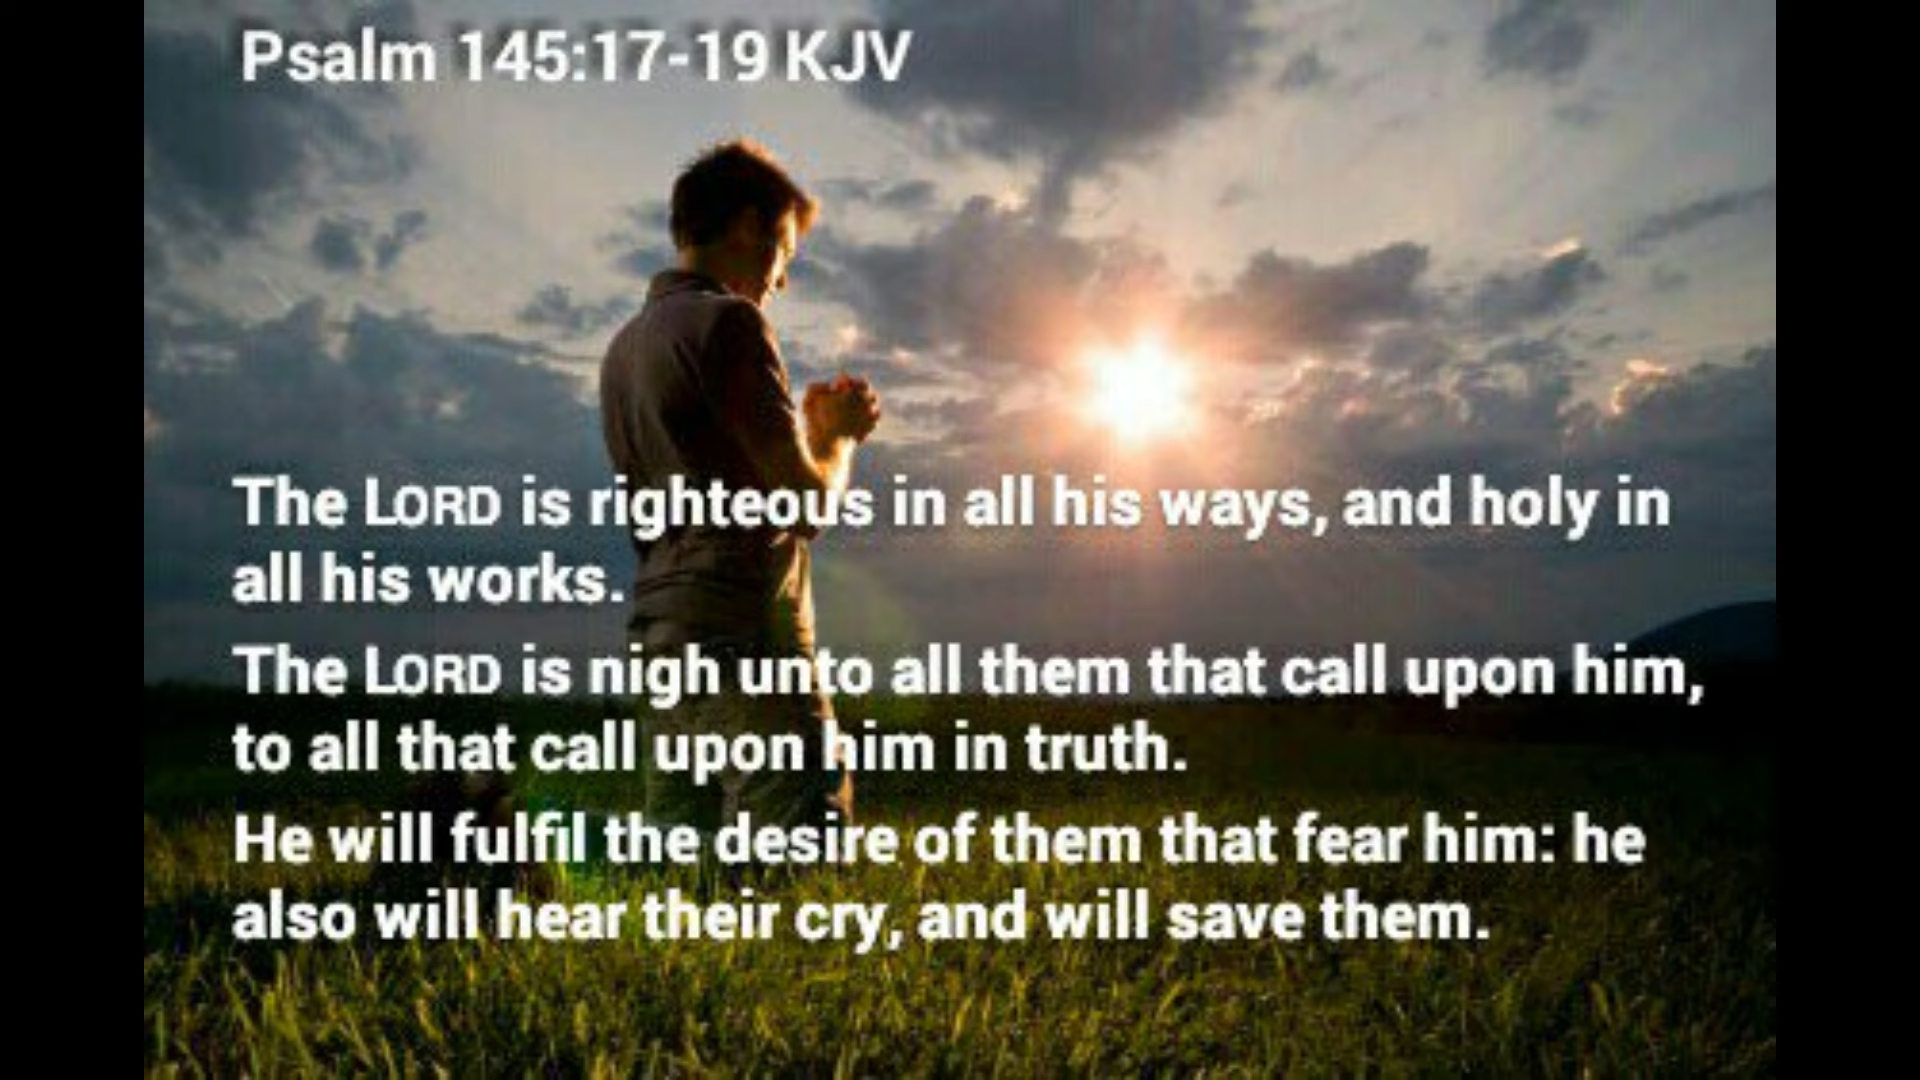 Psalm 145:17-19 KJV
The LORD is righteous in all his ways, and holy in
all his works.
The LORD is nigh unto all them that call upon him,
to all that call upon him in truth.
He will fulfil the desire of them that fear him: he
also will hear their cry, and will save them.